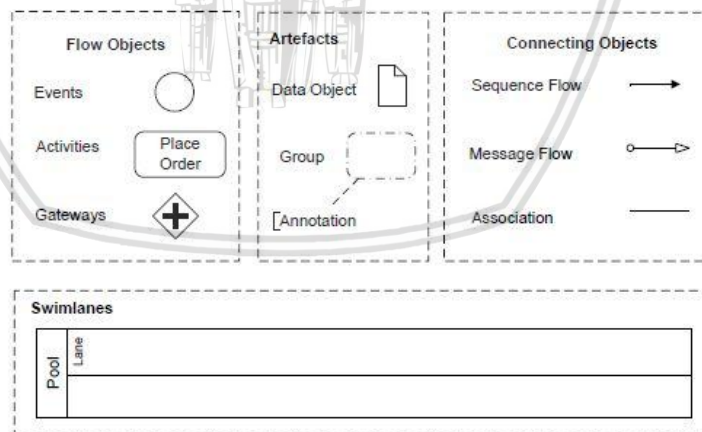 Flow Objects
Events
Activities
Place
Order
Gateways
Artefacts
Data Object
Group
[Annotation
Connecting Objects
Sequence Flow
Message Flow
Association
Swimlanes
Pool
Lane